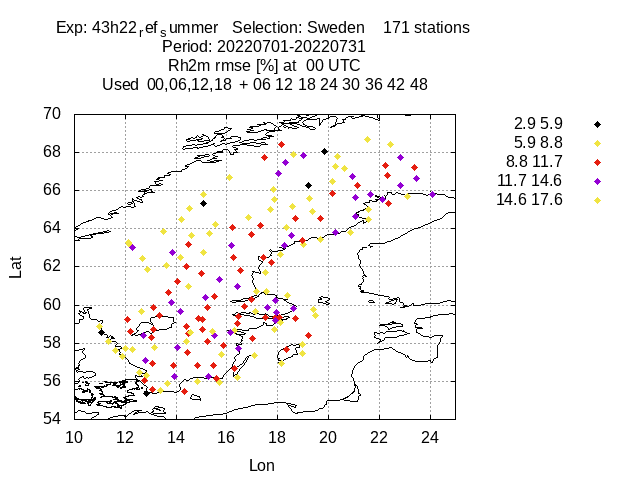 Exp: 43h22refsummer Selection: Sweden 171 stations
Period: 20220701-20220731
Rh2m rmse [%] at 00 UTC
Used 00,06,12,18 + 06 12 18 24 30 36 42 48
70
68
66
64
62
60
58
56
54
10 12 14 16 18 20 22 24
Lat
Lon
2.9 5.9
5.9 8.8
8.8 11.7
11.7 14.6
14.6 17.6